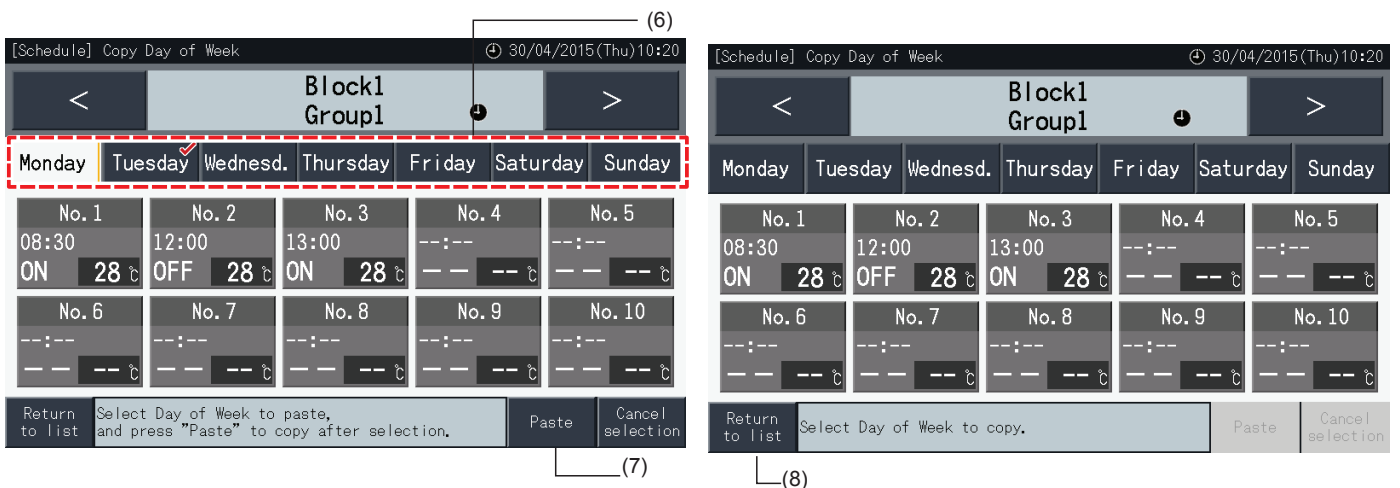 (6)
[Schedule] Copy Day of Week 30/04/2015(Thu)10:20
< Block1 >
Group1
Monday Tuesday Wednesd. Thursday Friday Saturday Sunday
No.1 No.2 No.3 No.4 No.5
08:30 12:00 13:00 --:-- --:--
ON 28 ℃ OFF 28 ℃ ON 28 ℃ -- -- ℃ -- -- ℃
No.6 No.7 No.8 No.9 No.10
--:-- --:-- --:-- --:-- --:--
-- -- ℃ -- -- ℃ -- -- ℃ -- -- ℃ -- -- ℃
Return
to list
Select Day of Week to paste,
and press "Paste" to copy after selection.
Paste
Cancel
selection
(7)
[Schedule] Copy Day of Week 30/04/2015(Thu)10:20
< Block1 >
Group1
Monday Tuesday Wednesd. Thursday Friday Saturday Sunday
No.1 No.2 No.3 No.4 No.5
08:30 12:00 13:00 --:-- --:--
ON 28 ℃ OFF 28 ℃ ON 28 ℃ -- -- ℃ -- -- ℃
No.6 No.7 No.8 No.9 No.10
--:-- --:-- --:-- --:-- --:--
-- -- ℃ -- -- ℃ -- -- ℃ -- -- ℃ -- -- ℃
Return
to list
Select Day of Week to copy.
Paste
Cancel
selection
(8)